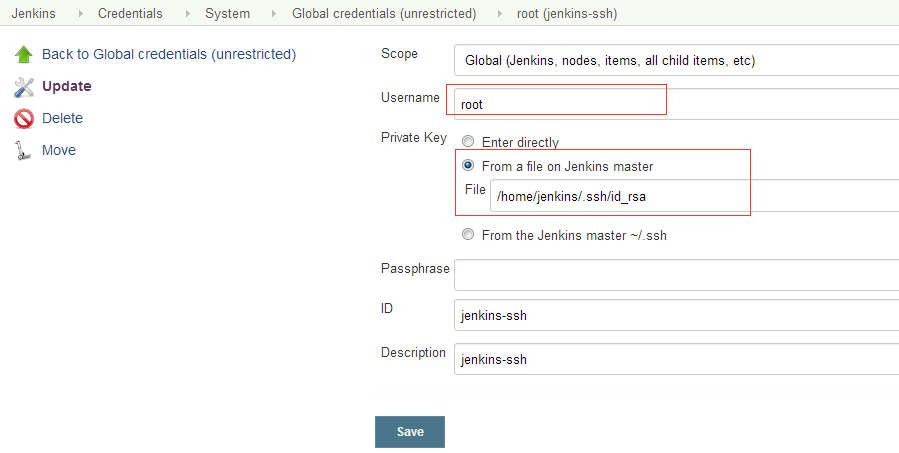 Jenkins Credentials System Global credentials (unrestricted) root (jenkins-ssh)
Back to Global credentials (unrestricted)
Update
Delete
Move
Scope Global (Jenkins, nodes, items, all child items, etc)
Username root
Private Key Enter directly
From a file on Jenkins master
File /home/jenkins/.ssh/id_rsa
From the Jenkins master ~/.ssh
Passphrase
ID jenkins-ssh
Description jenkins-ssh
Save